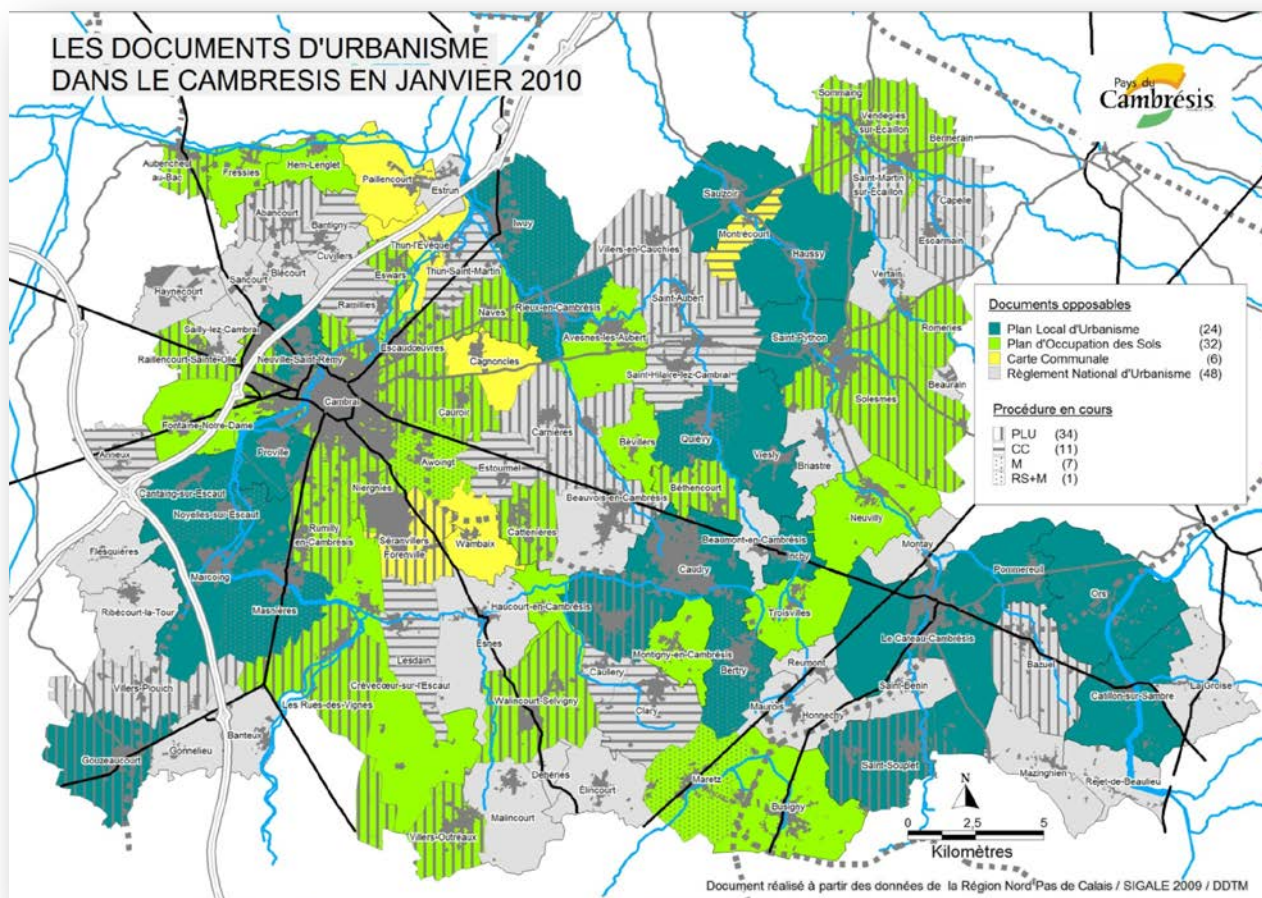 LES DOCUMENTS D'URBANISME
DANS LE CAMBRESIS EN JANVIER 2010
Pays du
Cambrésis
Sommaing
Vendegies
sur-Ecaillon
Bermerain
Aubencheul
au-Bac
Fressies
Hem-Lenglet
Paillencourt
Estrun
Saint-Martin
sur-Ecaillon
Capelle
Escarmain
Abancourt
Bantigny
Cuvillers
Blécourt
Sancourt
Haynecourt
Thun-l'Évêque
Thun-Saint-Martin
Eswars
Ramillies
Iwuy
Saulzoir
Montrécourt
Haussy
Villers-en-Cauchies
Vertain
Romeries
Saint-Aubert
Rieux-en-Cambrésis
Naves
Avesnes-les-Aubert
Saint-Python
Sailly-lez-Cambrai
Raillencourt-Sainte-Olle
Neuville-Saint-Rémy
Escaudœuvres
Cagnoncles
Saint-Hilaire-lez-Cambrai
Solesmes
Beaurain
Documents opposables
Plan Local d'Urbanisme (24)
Plan d'Occupation des Sols (32)
Carte Communale (6)
Règlement National d'Urbanisme (48)
Procédure en cours
PLU (34)
CC (11)
M (7)
RS+M (1)
Cambrai
Cauroir
Fontaine-Notre-Dame
Anneux
Proville
Carnières
Bévillers
Quiévy
Viesly
Briastre
Awoingt
Estourmel
Cantaing-sur-Escaut
Noyelles-sur-Escaut
Niergnies
Beauvois-en-Cambrésis
Béthencourt
Neuvilly
Rumilly
en-Cambrésis
Séranvillers
Forenville
Wambaix
Cattenières
Beaumont-en-Cambrésis
Inchy
Montay
Flesquières
Marcoing
Masnières
Ribécourt-la-Tour
Caudry
Troisvilles
Pommereuil
Ors
Haucourt-en-Cambrésis
Esnes
Lesdain
Le Cateau-Cambrésis
Montigny-en-Cambrésis
Bertry
Reumont
Bazuel
Caullery
Clary
Maurois
Honnechy
Saint-Benin
Catillon-sur-Sambre
La Groise
Villers-Plouich
Crèvecœur-sur-l'Escaut
Les Rues-des-Vignes
Walincourt-Selvigny
Gouzeaucourt
Gonnelieu
Banteux
Saint-Souplet
Mazinghien
Rejet-de-Beaulieu
Dehéries
Élincourt
Malincourt
Maretz
Busigny
Villers-Outréaux
N
0 2,5 5
Kilomètres
Document réalisé à partir des données de la Région Nord Pas de Calais / SIGALE 2009 / DDTM